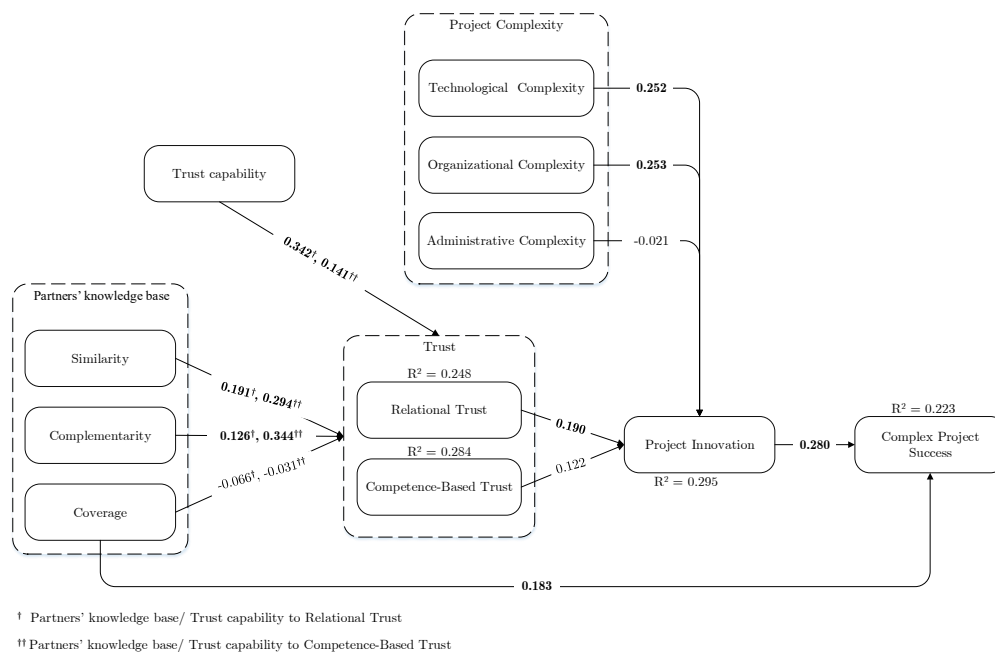 Project Complexity
Technological Complexity
0.252
Organizational Complexity
0.253
Trust capability
Administrative Complexity
-0.021
0.342†, 0.141††
Partners' knowledge base
Similarity
0.191†, 0.294††
Complementarity
0.126†, 0.344††
Coverage
-0.066†, -0.031††
Trust
R² = 0.248
Relational Trust
0.190
R² = 0.284
Competence-Based Trust
0.122
Project Innovation
R² = 0.295
0.280
R² = 0.223
Complex Project
Success
0.183
† Partners' knowledge base/ Trust capability to Relational Trust
†† Partners' knowledge base/ Trust capability to Competence-Based Trust